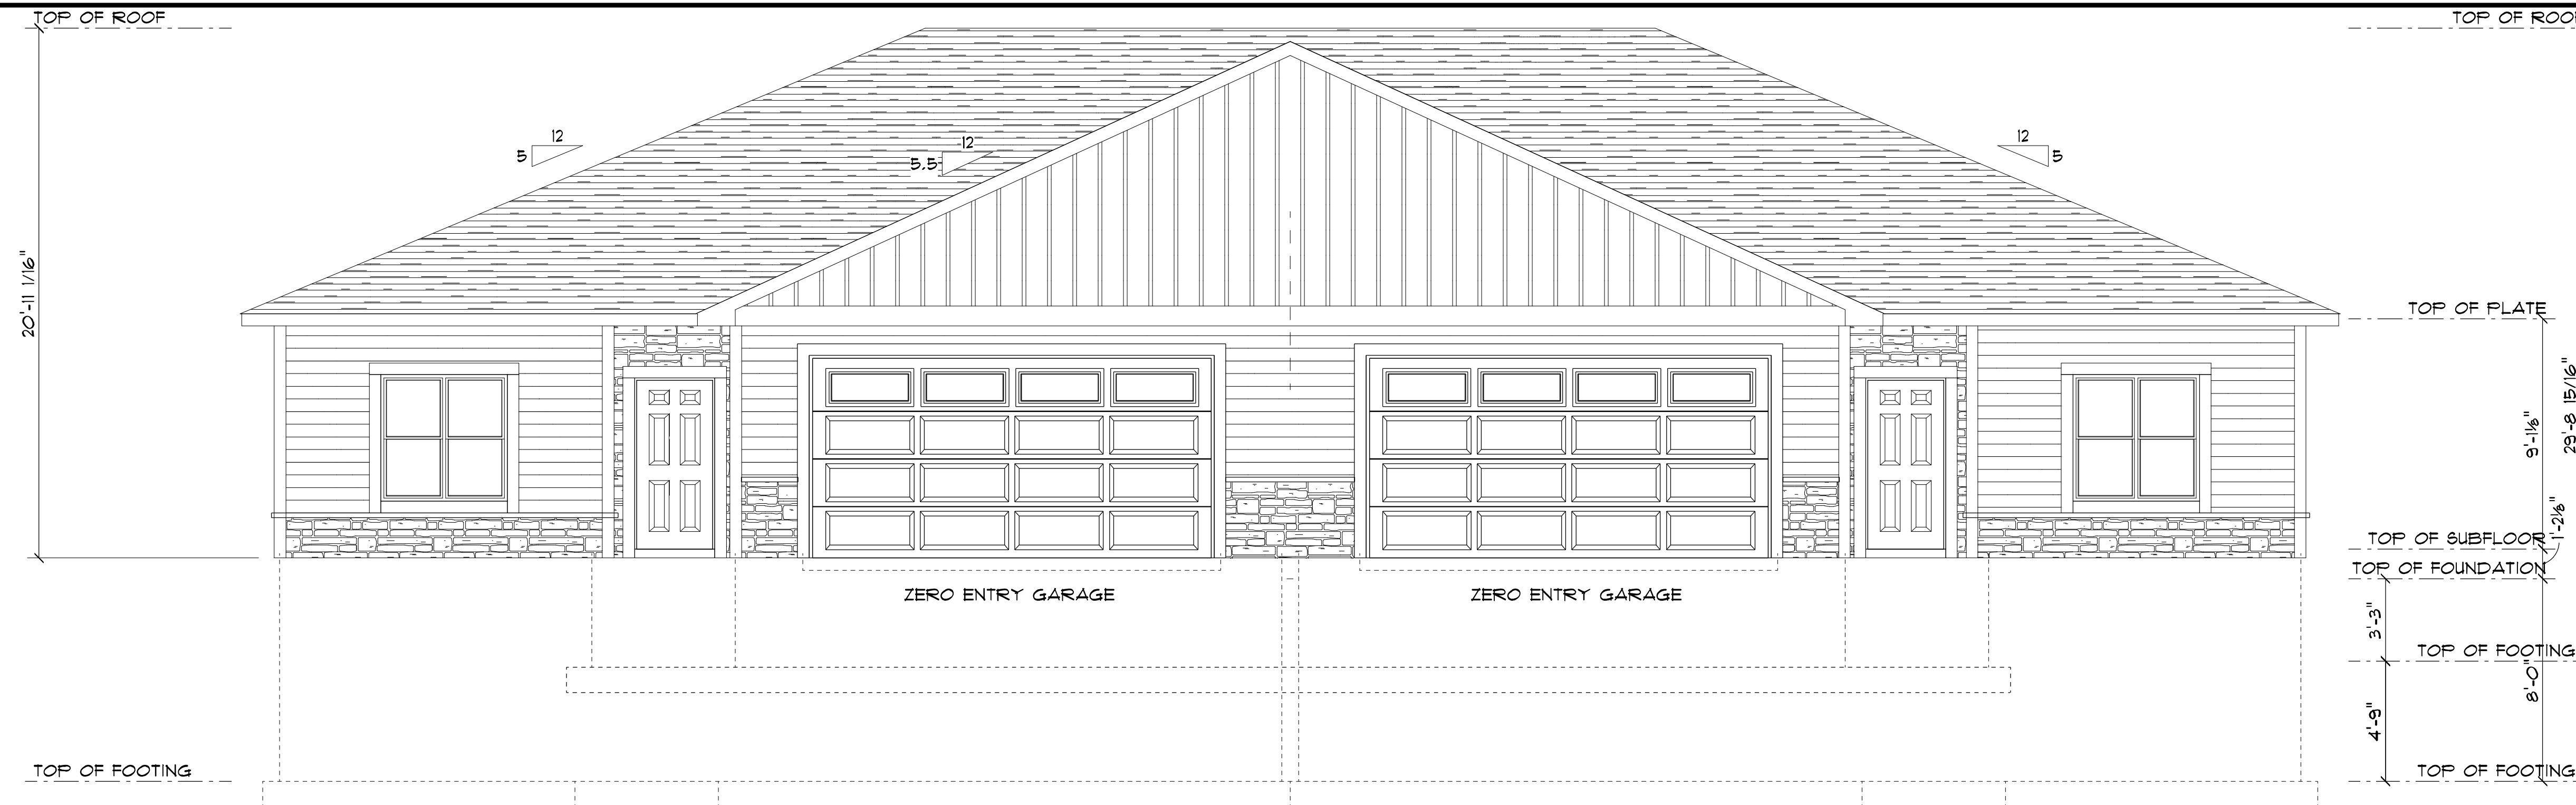 TOP OF ROOF
TOP OF ROOF
12
5
12
5.5
12
5
20'-11 1/16"
TOP OF PLATE
9'-1⅛"
29'-8 15/16"
1'-2⅛"
TOP OF SUBFLOOR
TOP OF FOUNDATION
ZERO ENTRY GARAGE
ZERO ENTRY GARAGE
3'-3"
TOP OF FOOTING
8'-0"
4'-9"
TOP OF FOOTING
TOP OF FOOTING